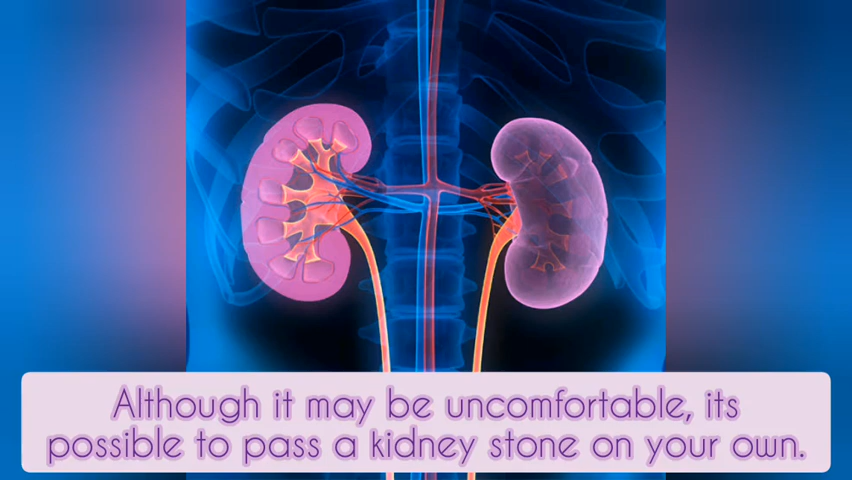 Although it may be uncomfortable, its
possible to pass a kidney stone on your own.